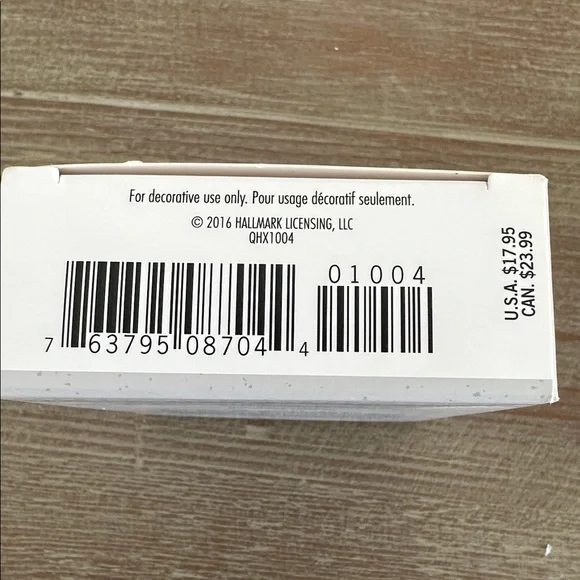 For decorative use only. Pour usage décoratif seulement.
© 2016 HALLMARK LICENSING, LLC
QHX1004
01004
7 63795 08704 4
U.S.A. $17.95
CAN. $23.99